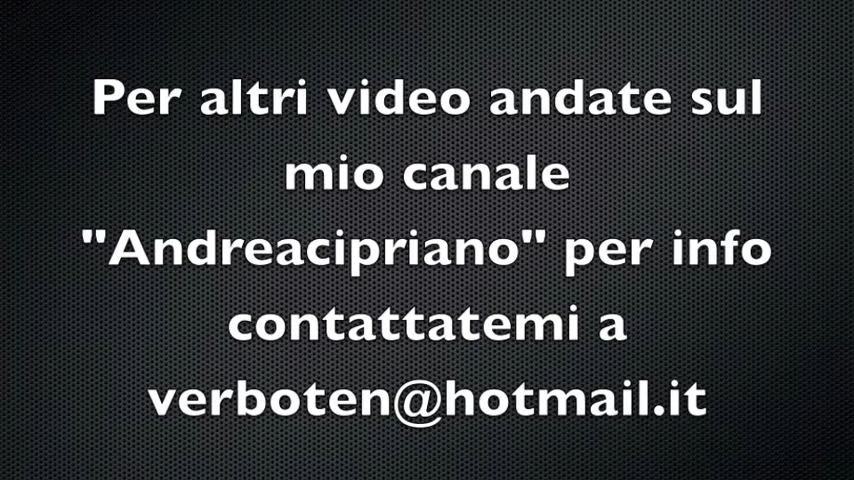 Per altri video andate sul
mio canale
"Andreacipriano" per info
contattatemi a
verboten@hotmail.it